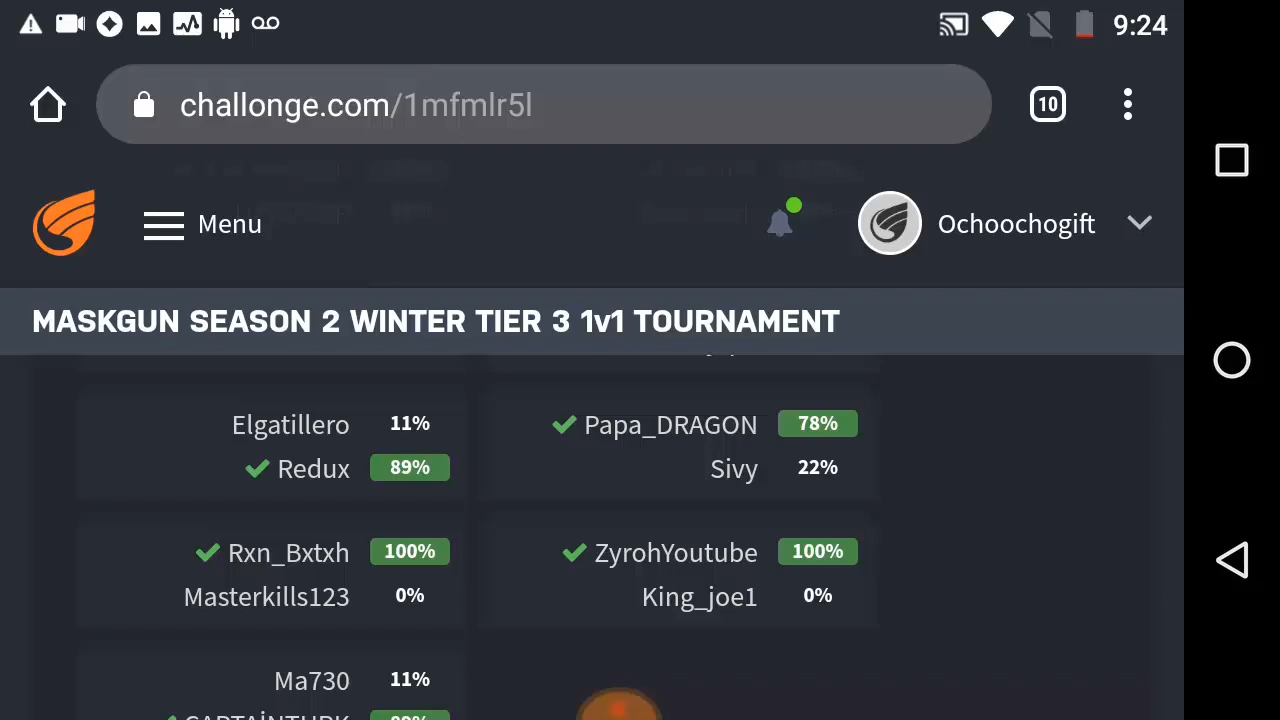 9:24
challonge.com/1mfmlr5l
10
Menu
Ochoochogift
MASKGUN SEASON 2 WINTER TIER 3 1v1 TOURNAMENT
Elgatillero 11%
Redux 89%
Papa_DRAGON 78%
Sivy 22%
Rxn_Bxtxh 100%
Masterkills123 0%
ZyrohYoutube 100%
King_joe1 0%
Ma730 11%